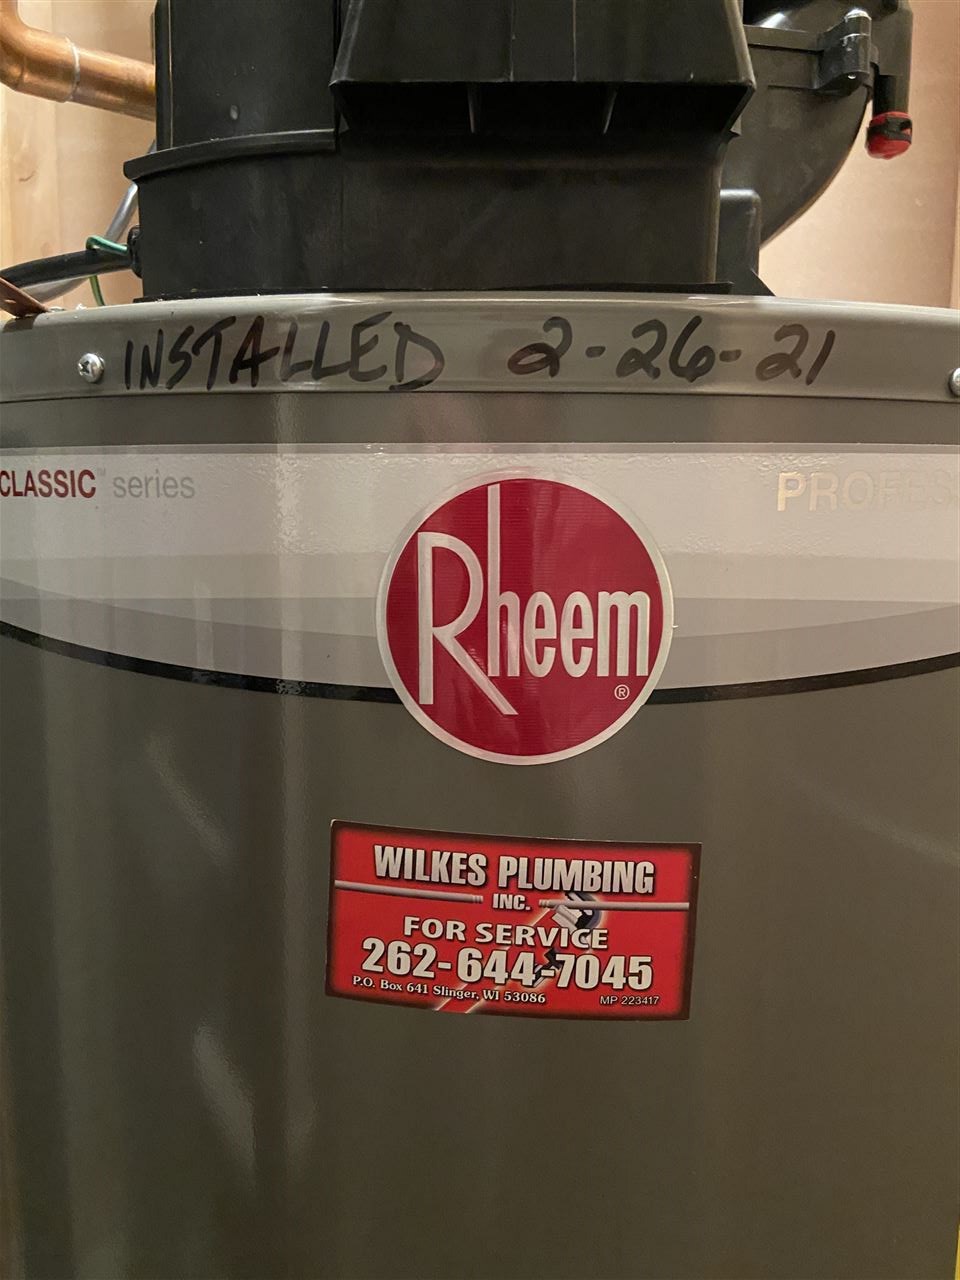 INSTALLED 2-26-21
CLASSIC™ series
Rheem®
WILKES PLUMBING
INC.
FOR SERVICE
262-644-7045
P.O. Box 641 Slinger, WI 53086
MP 223417